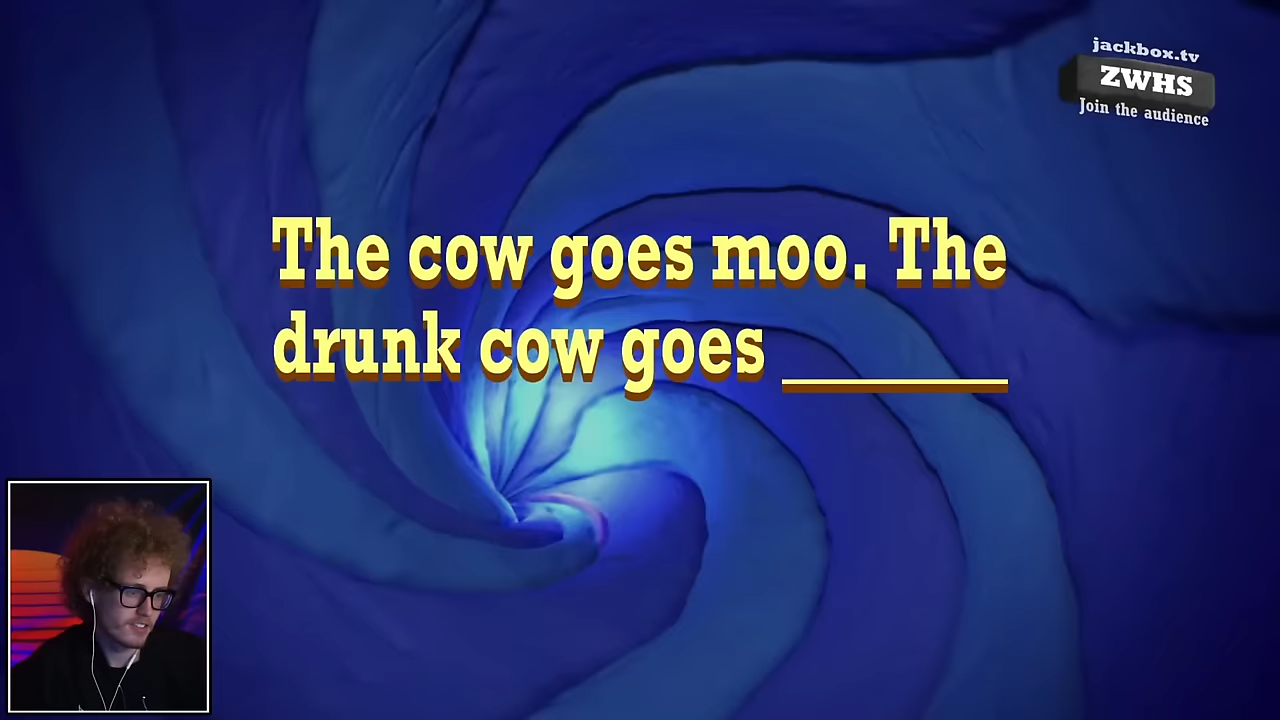 jackbox.tv
ZWHS
Join the audience
The cow goes moo. The
drunk cow goes ______